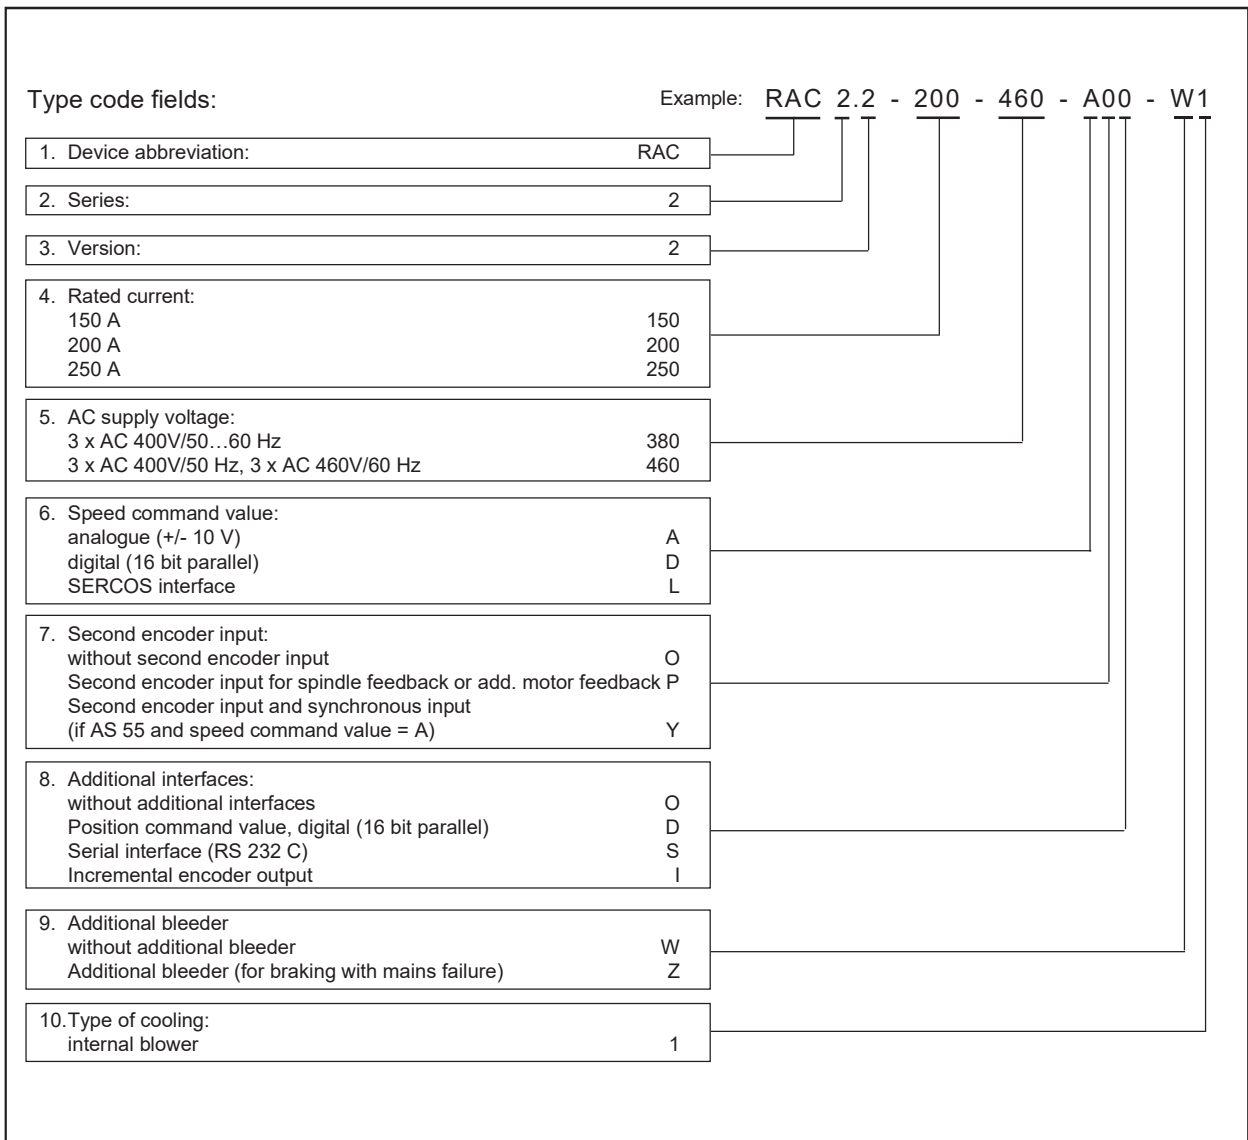 Type code fields: Example: RAC 2.2 - 200 - 460 - A00 - W1
1. Device abbreviation: RAC
2. Series: 2
3. Version: 2
4. Rated current:
150 A 150
200 A 200
250 A 250
5. AC supply voltage:
3 x AC 400V/50…60 Hz 380
3 x AC 400V/50 Hz, 3 x AC 460V/60 Hz 460
6. Speed command value:
analogue (+/- 10 V) A
digital (16 bit parallel) D
SERCOS interface L
7. Second encoder input:
without second encoder input O
Second encoder input for spindle feedback or add. motor feedback P
Second encoder input and synchronous input
(if AS 55 and speed command value = A) Y
8. Additional interfaces:
without additional interfaces O
Position command value, digital (16 bit parallel) D
Serial interface (RS 232 C) S
Incremental encoder output I
9. Additional bleeder
without additional bleeder W
Additional bleeder (for braking with mains failure) Z
10.Type of cooling:
internal blower 1